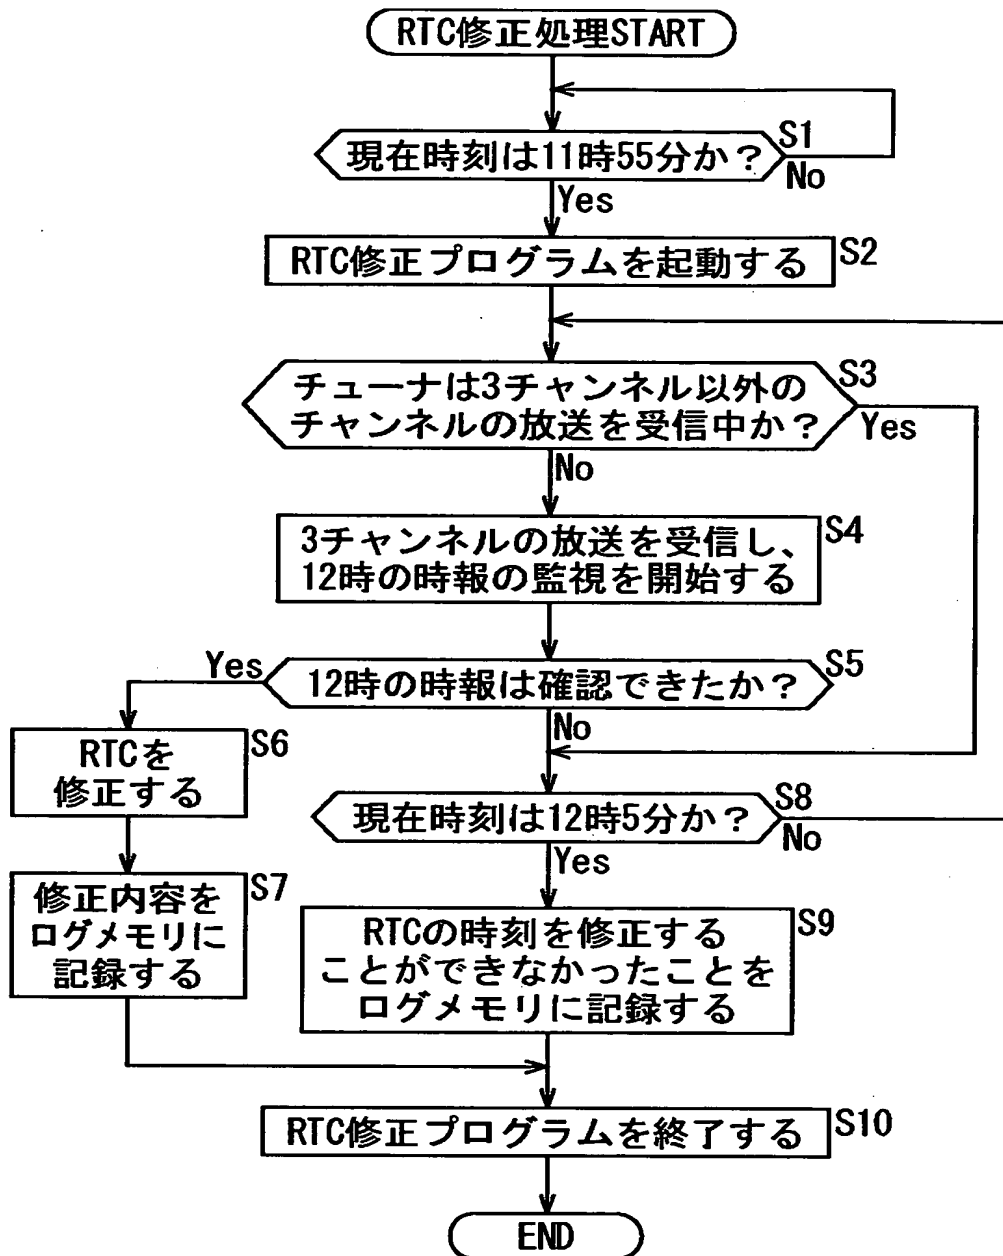 RTC修正処理START
現在時刻は11時55分か？
S1
No
Yes
RTC修正プログラムを起動する
S2
チューナは3チャンネル以外の
チャンネルの放送を受信中か？
S3
Yes
No
3チャンネルの放送を受信し、
12時の時報の監視を開始する
S4
12時の時報は確認できたか？
S5
Yes
No
RTCを
修正する
S6
修正内容を
ログメモリに
記録する
S7
現在時刻は12時5分か？
S8
No
Yes
RTCの時刻を修正する
ことができなかったことを
ログメモリに記録する
S9
RTC修正プログラムを終了する
S10
END